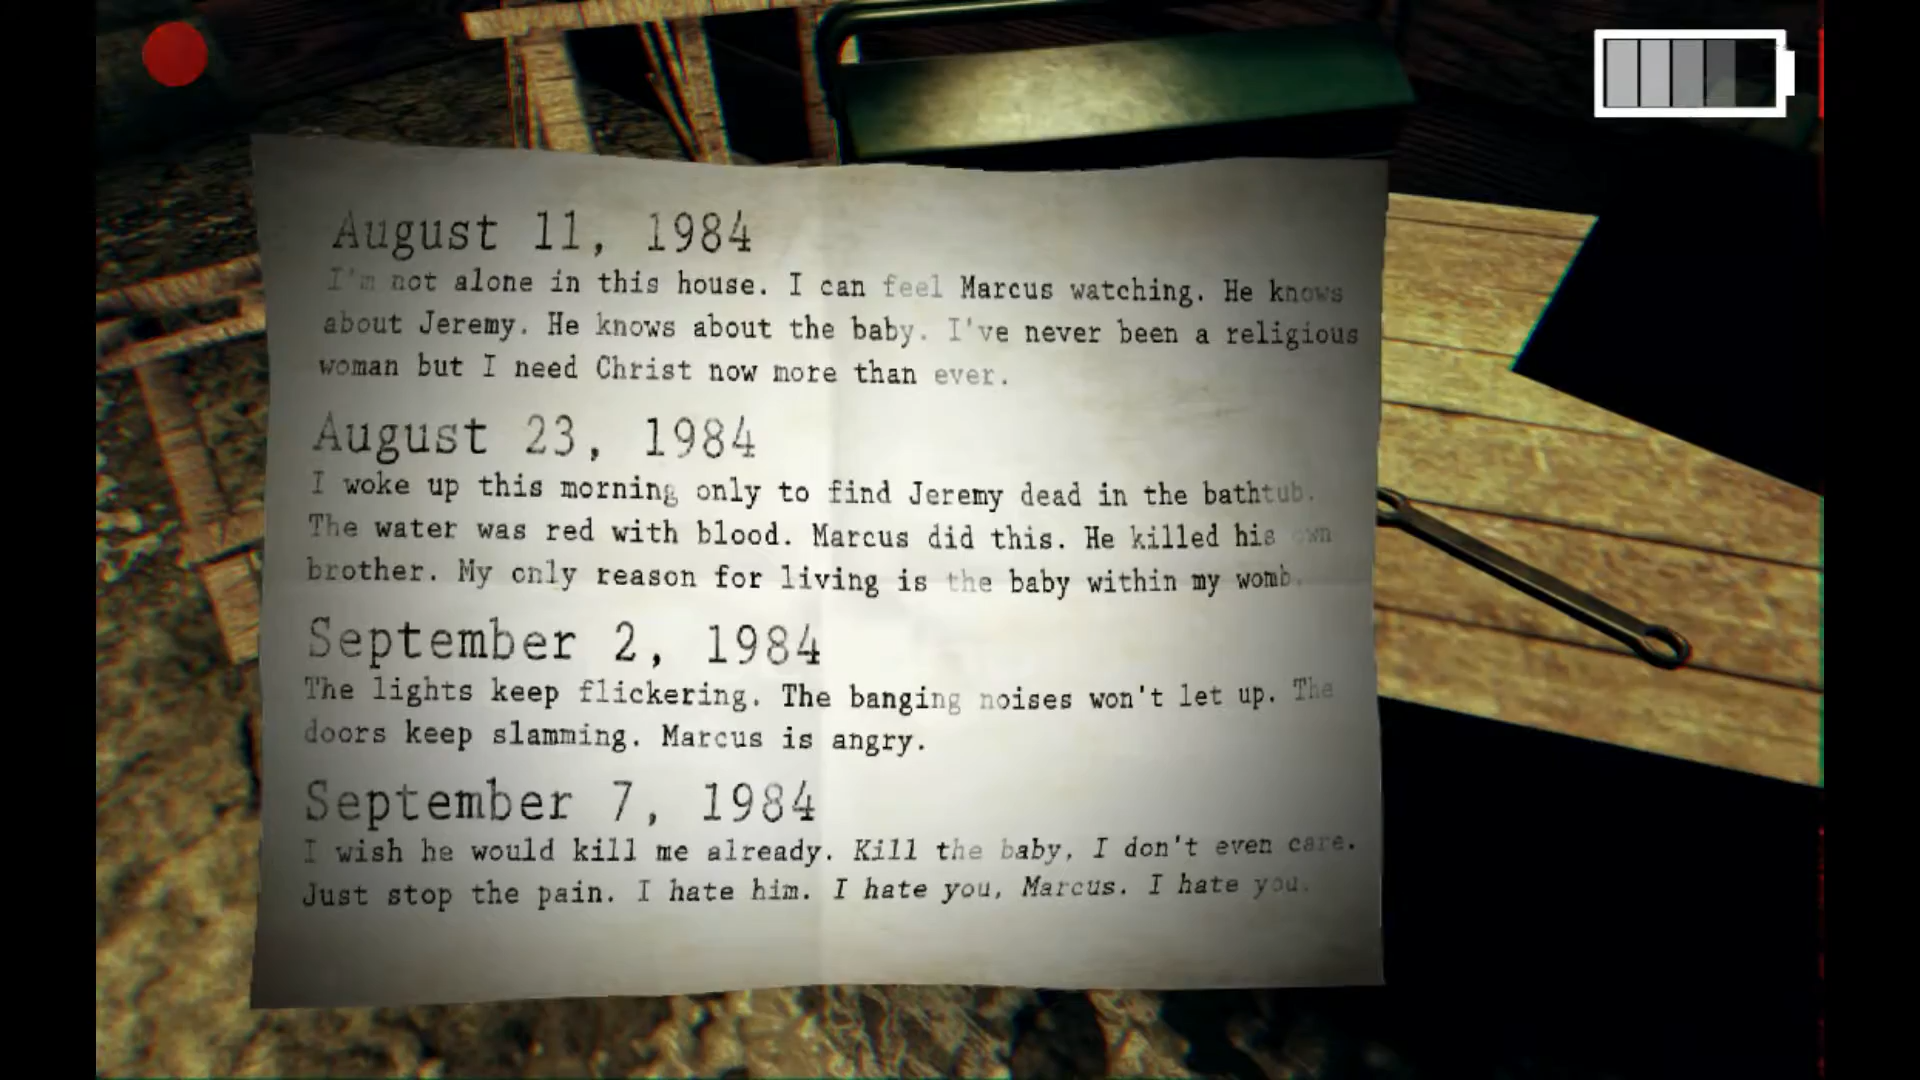 August 11, 1984
I'm not alone in this house. I can feel Marcus watching. He knows
about Jeremy. He knows about the baby. I've never been a religious
woman but I need Christ now more than ever.
August 23, 1984
I woke up this morning only to find Jeremy dead in the bathtub.
The water was red with blood. Marcus did this. He killed his own
brother. My only reason for living is the baby within my womb.
September 2, 1984
The lights keep flickering. The banging noises won't let up. The
doors keep slamming. Marcus is angry.
September 7, 1984
I wish he would kill me already. Kill the baby, I don't even care.
Just stop the pain. I hate him. I hate you, Marcus. I hate you.